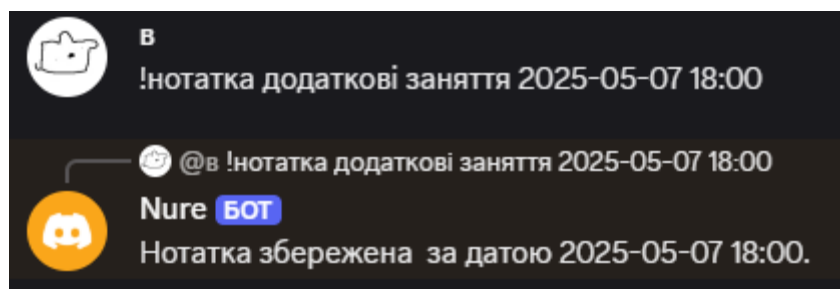 в
!нотатка додаткові заняття 2025-05-07 18:00
@в !нотатка додаткові заняття 2025-05-07 18:00
Nure БОТ
Нотатка збережена  за датою 2025-05-07 18:00.